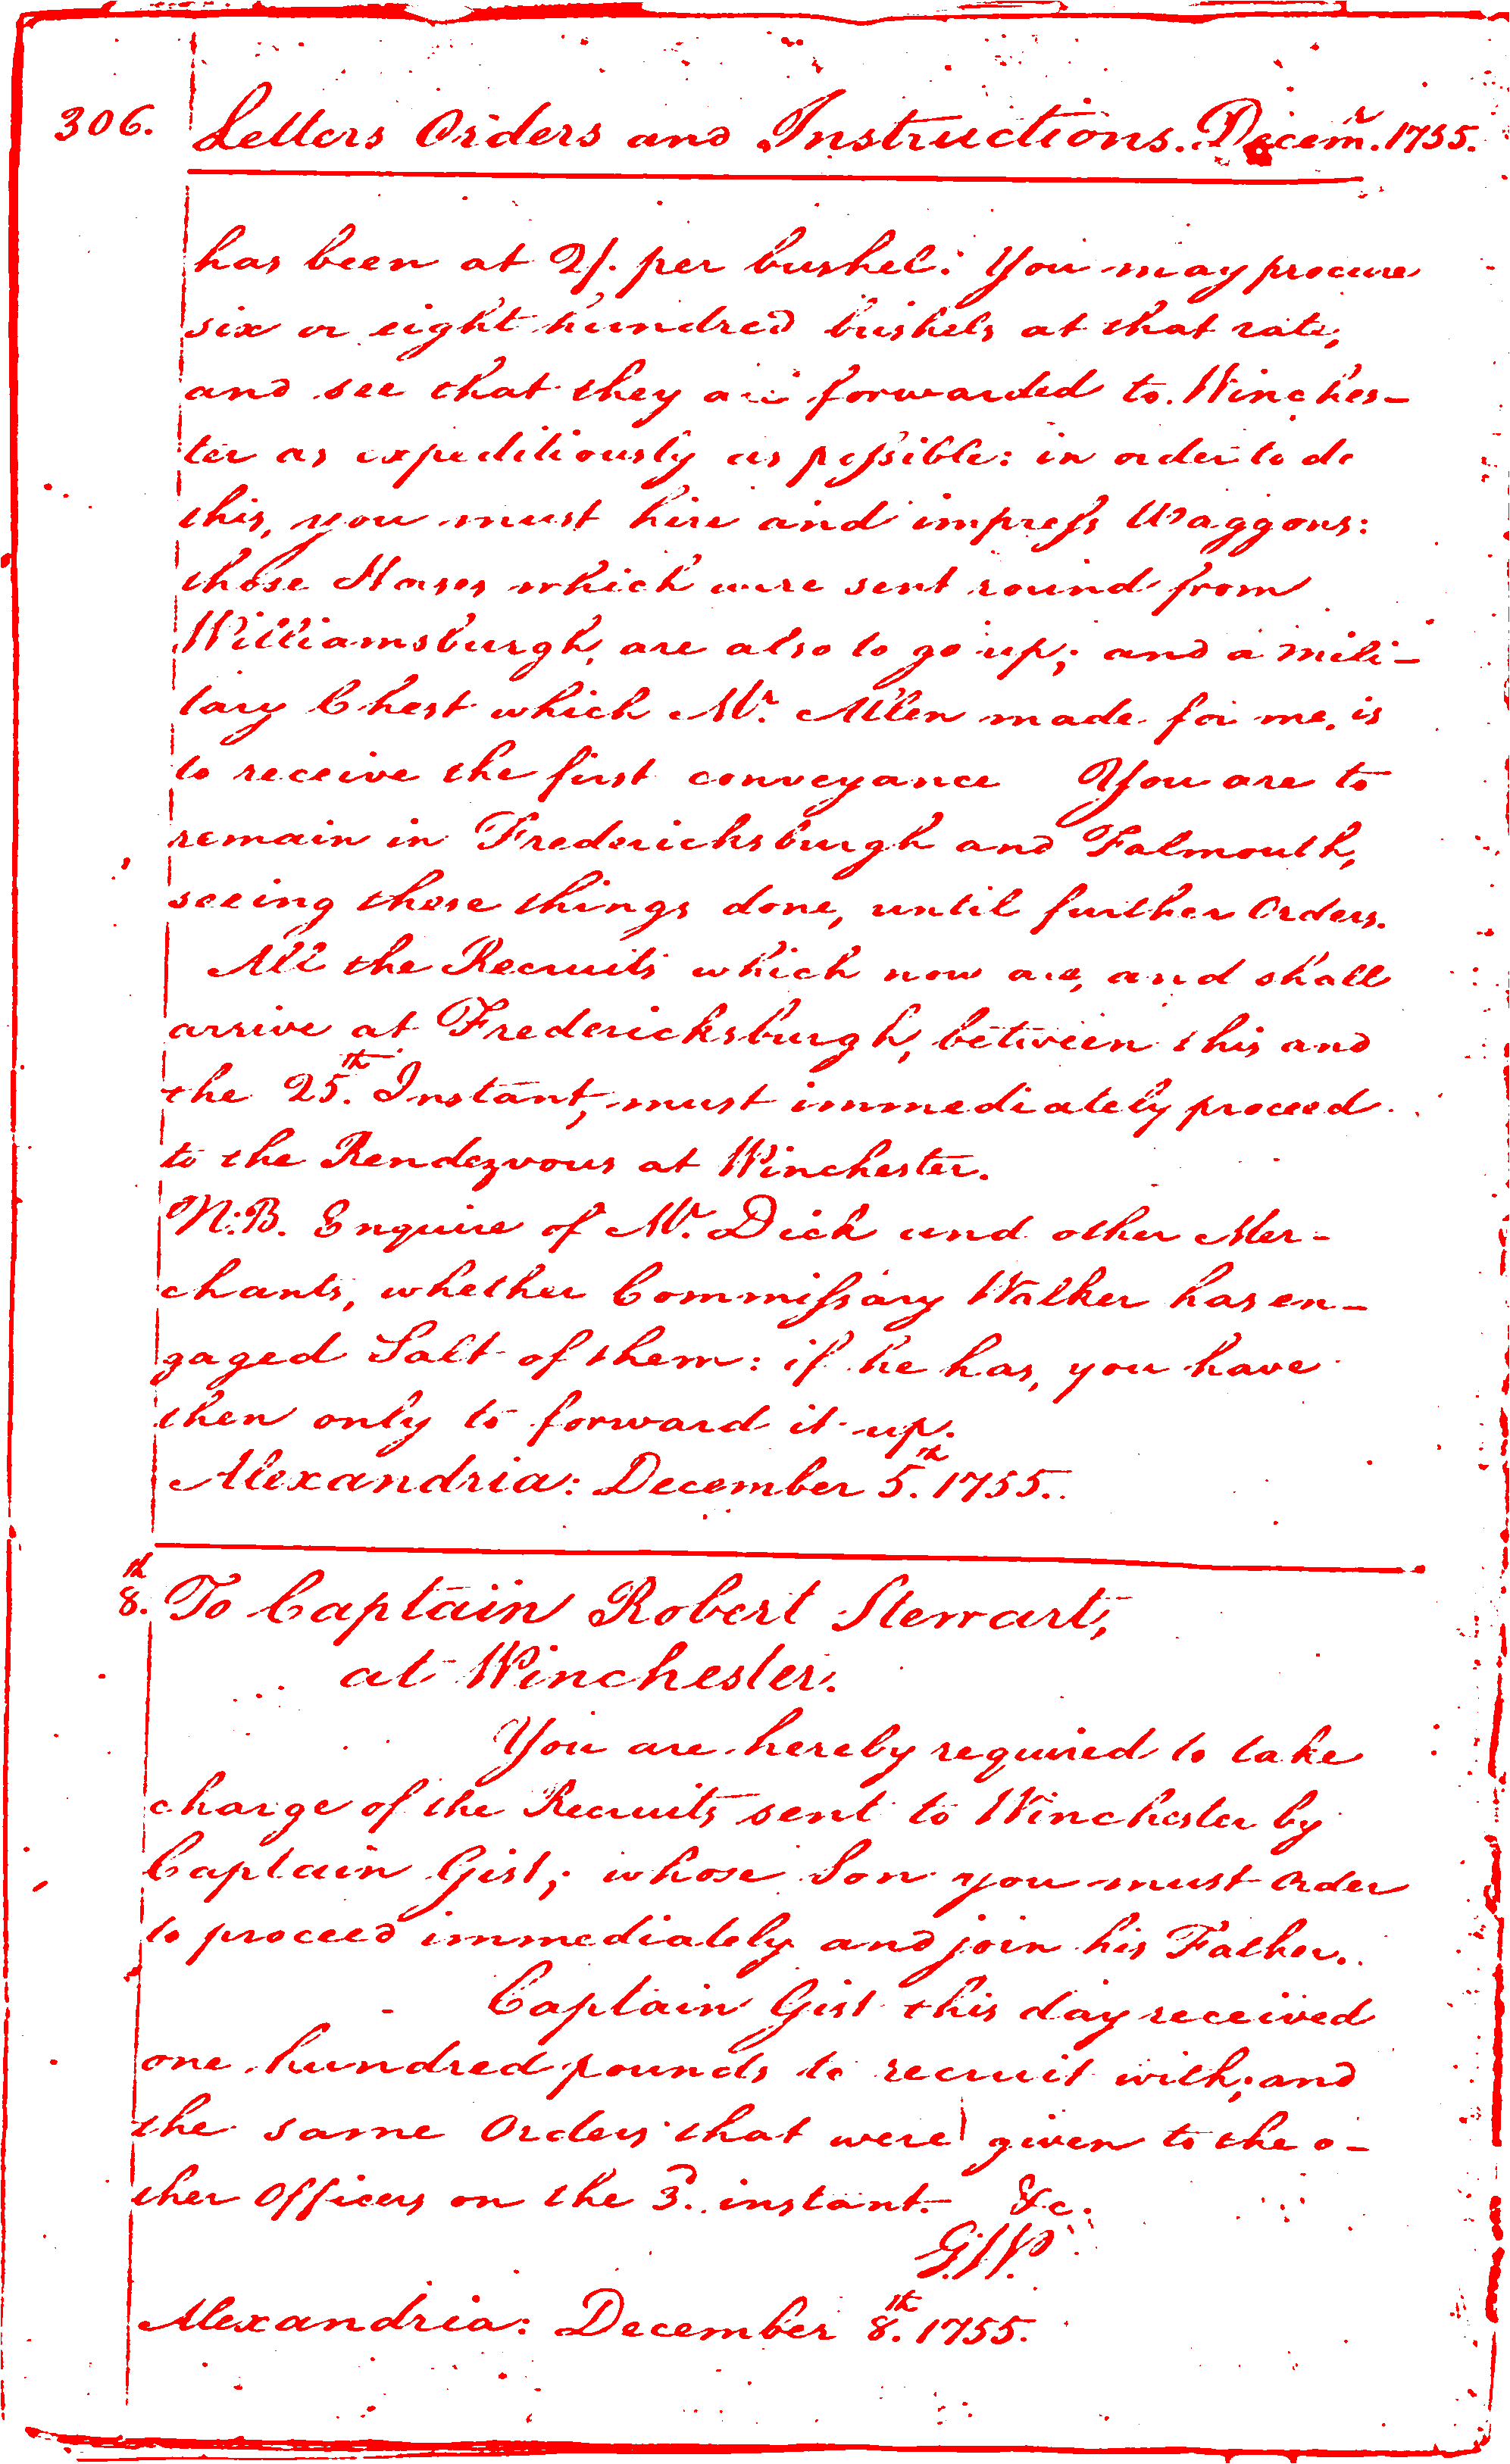 306. Letters Orders and Instructions. Decemr. 1755.
has been at 2/. per bushel: You may procure
six or eight hundred bushels at that rate,
and see that they are forwarded to Winches-
ter as expeditiously as possible: in order to do
this, you must hire and impress Waggons:
those Horses which were sent round from
Williamsburgh, are also to go up; and a mili-
tary Chest which Mr. Allen made for me, is
to receive the first conveyance You are to
remain in Fredericksburgh and Falmouth,
seeing these things done, until further Orders.
All the Recruits which now are, and shall
arrive at Fredericksburgh, between this and
the 25th. Instant, must immediately proceed
to the Rendezvous at Winchester.
N:B. Enquire of Mr. Dick and other Mer-
chants, whether Commissary Walker has en-
gaged Salt of them: if he has, you have
then only to forward it up.
Alexandria: December 5th. 1755.
8th. To Captain Robert Stewart,
at Winchester.
You are hereby required to take
charge of the Recruits sent to Winchester by
Captain Gist; whose Son you must order
to proceed immediately and join his Father.
Captain Gist this day received
one hundred pounds to recruit with; and
the same Orders that were given to the o-
ther Officers on the 3d. instant. &c.
G:W.
Alexandria: December 8th. 1755.